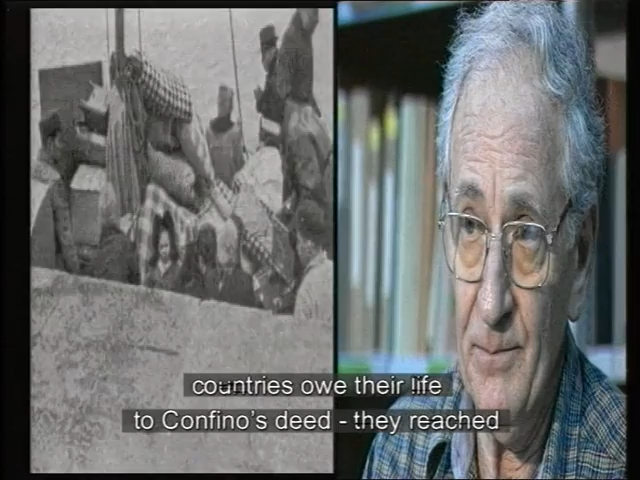 countries owe their life
to Confino's deed - they reached